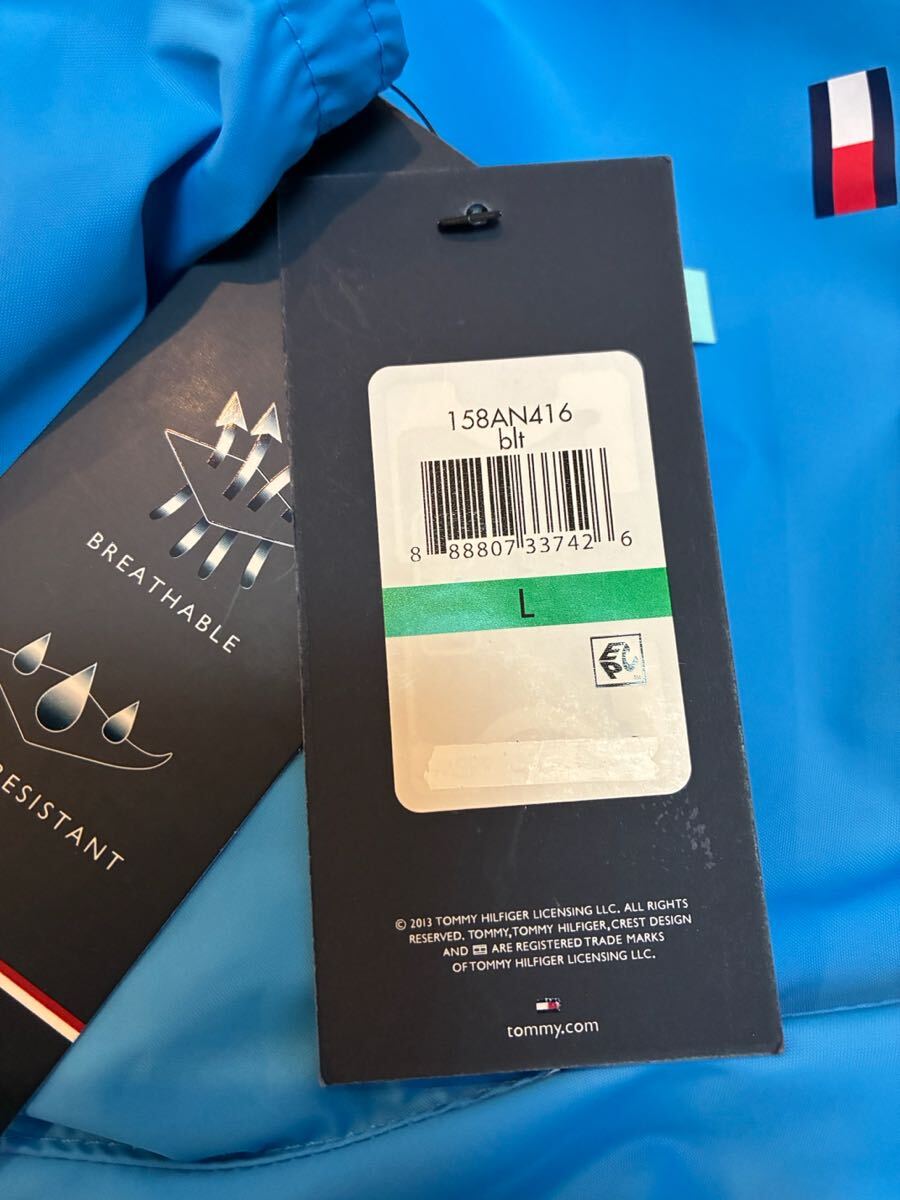 158AN416
blt
8 88807 33742 6
L
EPC
BREATHABLE
RESISTANT
© 2013 TOMMY HILFIGER LICENSING LLC. ALL RIGHTS
RESERVED. TOMMY,TOMMY HILFIGER,CREST DESIGN
AND ARE REGISTERED TRADE MARKS
OF TOMMY HILFIGER LICENSING LLC.
tommy.com